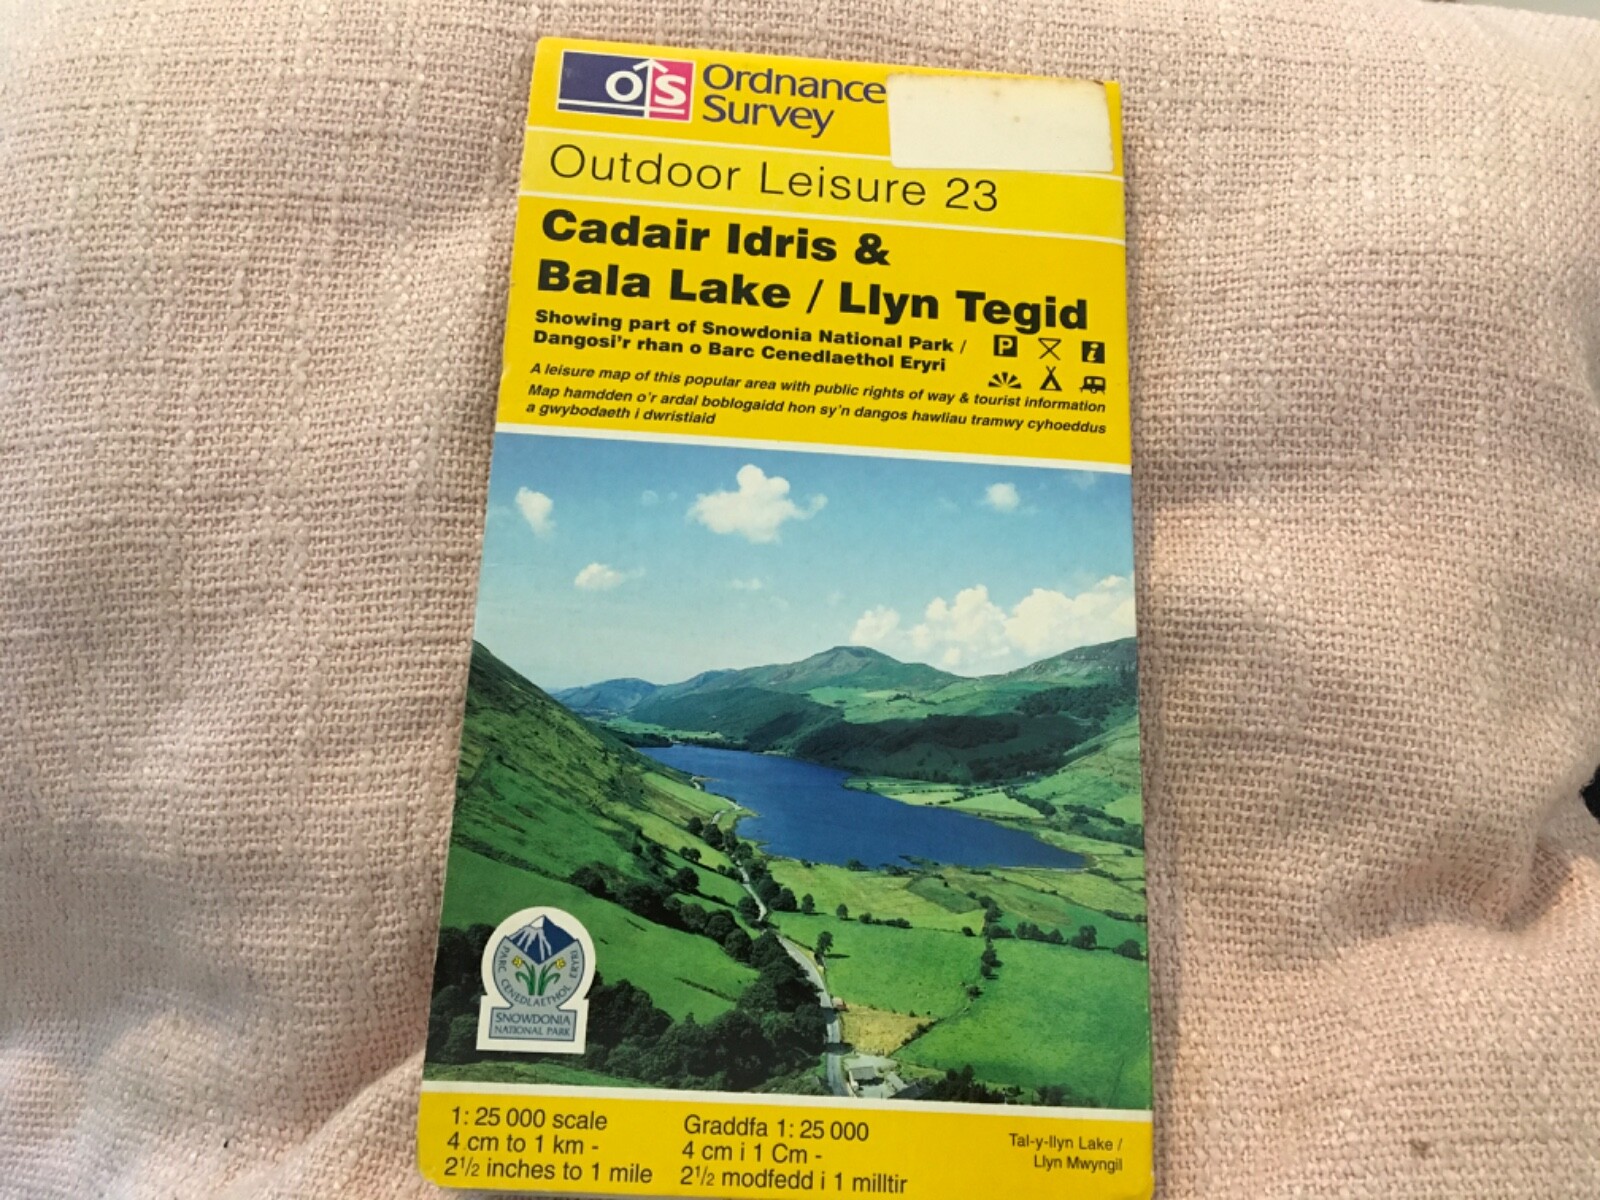 OS Ordnance
Survey
Outdoor Leisure 23
Cadair Idris &
Bala Lake / Llyn Tegid
Showing part of Snowdonia National Park /
Dangosi'r rhan o Barc Cenedlaethol Eryri
P
i
A leisure map of this popular area with public rights of way & tourist information
Map hamdden o'r ardal boblogaidd hon sy'n dangos hawliau tramwy cyhoeddus
a gwybodaeth i dwristiaid
PARC CENEDLAETHOL ERYRI
SNOWDONIA
NATIONAL PARK
1: 25 000 scale
4 cm to 1 km -
2 1/2 inches to 1 mile
Graddfa 1: 25 000
4 cm i 1 Cm -
2 1/2 modfedd i 1 milltir
Tal-y-llyn Lake /
Llyn Mwyngil